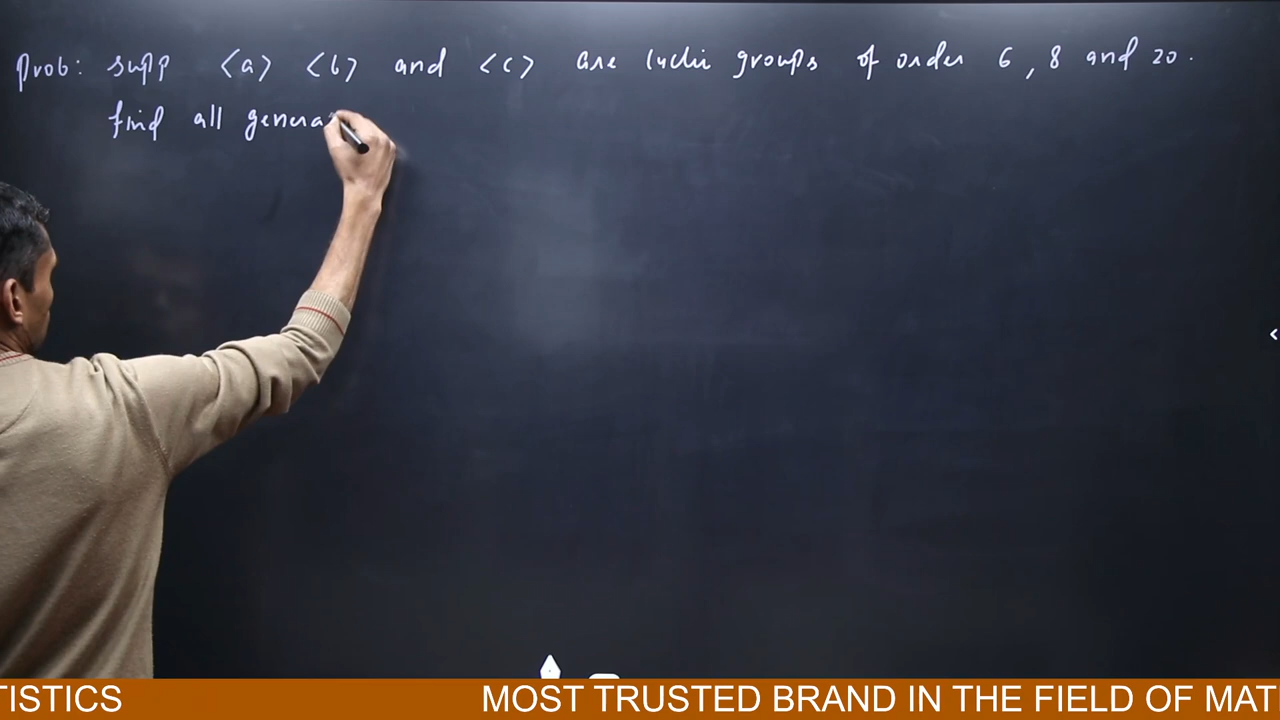 prob: supp <a> <b> and <c> are cyclic groups of order 6, 8 and 20.
find all genera
TISTICS MOST TRUSTED BRAND IN THE FIELD OF MAT